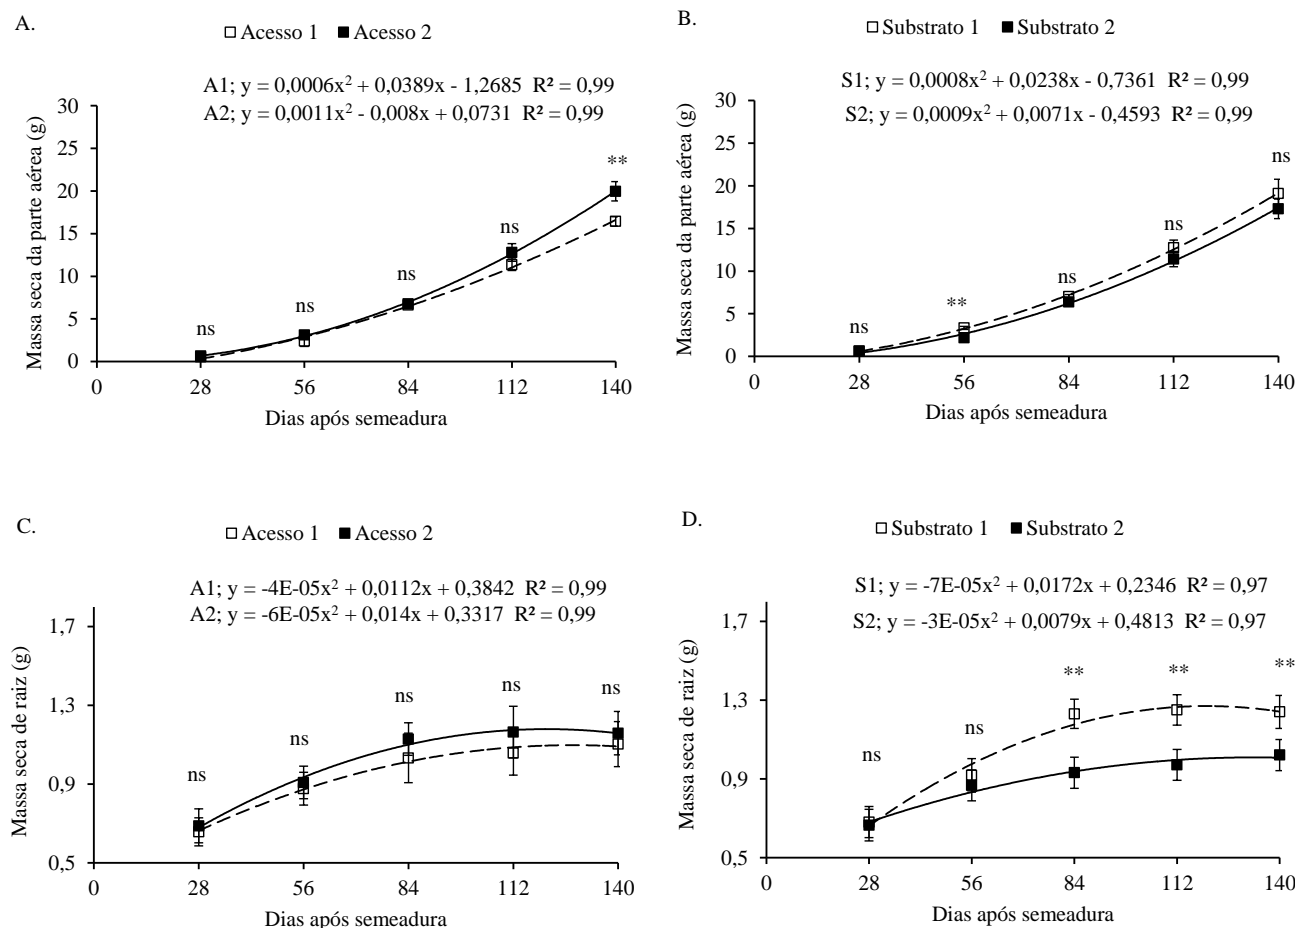 A.
□ Acesso 1 ■ Acesso 2
A1; y = 0,0006x² + 0,0389x - 1,2685 R² = 0,99
A2; y = 0,0011x² - 0,008x + 0,0731 R² = 0,99
Massa seca da parte aérea (g)
30
25
20
15
10
5
0
ns
ns
ns
ns
**
0 28 56 84 112 140
Dias após semeadura
B.
□ Substrato 1 ■ Substrato 2
S1; y = 0,0008x² + 0,0238x - 0,7361 R² = 0,99
S2; y = 0,0009x² + 0,0071x - 0,4593 R² = 0,99
Massa seca da parte aérea (g)
30
25
20
15
10
5
0
ns
**
ns
ns
ns
0 28 56 84 112 140
Dias após semeadura
C.
□ Acesso 1 ■ Acesso 2
A1; y = -4E-05x² + 0,0112x + 0,3842 R² = 0,99
A2; y = -6E-05x² + 0,014x + 0,3317 R² = 0,99
Massa seca de raiz (g)
1,7
1,3
0,9
0,5
ns
ns
ns
ns
ns
0 28 56 84 112 140
Dias após semeadura
D.
□ Substrato 1 ■ Substrato 2
S1; y = -7E-05x² + 0,0172x + 0,2346 R² = 0,97
S2; y = -3E-05x² + 0,0079x + 0,4813 R² = 0,97
Massa seca de raiz (g)
1,7
1,3
0,9
0,5
ns
ns
**
**
**
0 28 56 84 112 140
Dias após semeadura